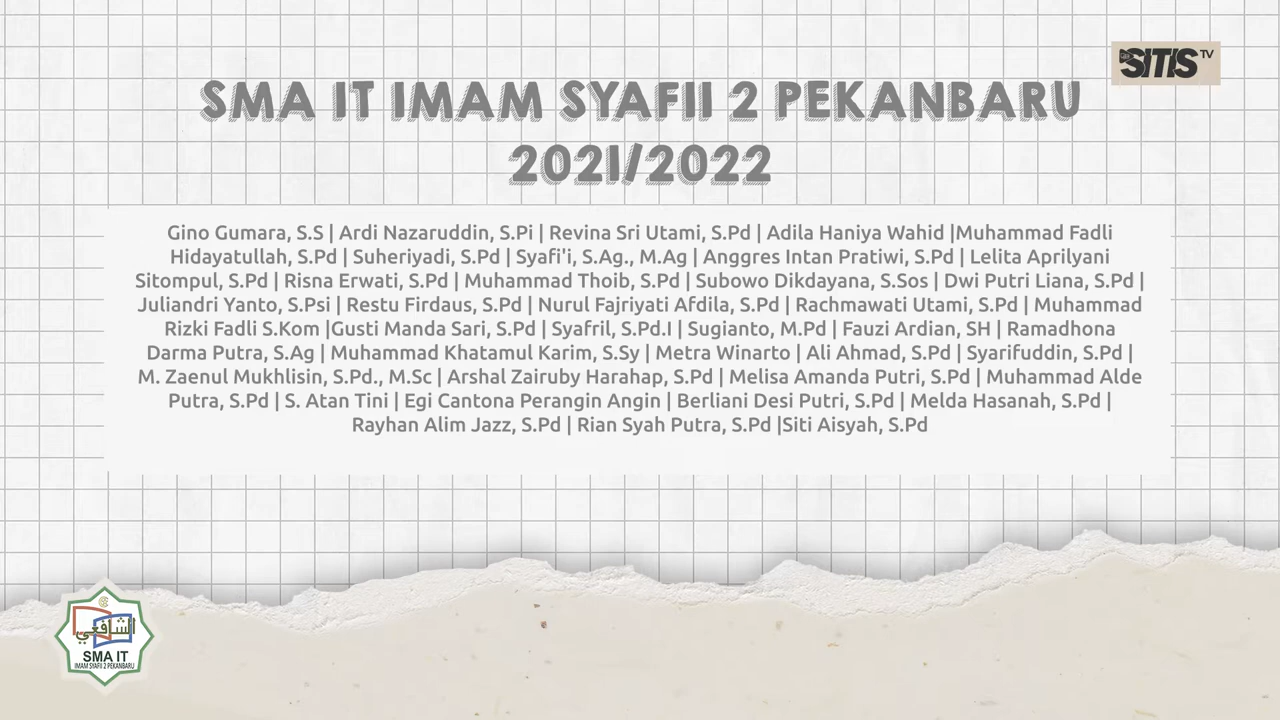 SITIS TV
SMA IT IMAM SYAFII 2 PEKANBARU
2021/2022
Gino Gumara, S.S | Ardi Nazaruddin, S.Pi | Revina Sri Utami, S.Pd | Adila Haniya Wahid |Muhammad Fadli
Hidayatullah, S.Pd | Suheriyadi, S.Pd | Syafi'i, S.Ag., M.Ag | Anggres Intan Pratiwi, S.Pd | Lelita Aprilyani
Sitompul, S.Pd | Risna Erwati, S.Pd | Muhammad Thoib, S.Pd | Subowo Dikdayana, S.Sos | Dwi Putri Liana, S.Pd |
Juliandri Yanto, S.Psi | Restu Firdaus, S.Pd | Nurul Fajriyati Afdila, S.Pd | Rachmawati Utami, S.Pd | Muhammad
Rizki Fadli S.Kom |Gusti Manda Sari, S.Pd | Syafril, S.Pd.I | Sugianto, M.Pd | Fauzi Ardian, SH | Ramadhona
Darma Putra, S.Ag | Muhammad Khatamul Karim, S.Sy | Metra Winarto | Ali Ahmad, S.Pd | Syarifuddin, S.Pd |
M. Zaenul Mukhlisin, S.Pd., M.Sc | Arshal Zairuby Harahap, S.Pd | Melisa Amanda Putri, S.Pd | Muhammad Alde
Putra, S.Pd | S. Atan Tini | Egi Cantona Perangin Angin | Berliani Desi Putri, S.Pd | Melda Hasanah, S.Pd |
Rayhan Alim Jazz, S.Pd | Rian Syah Putra, S.Pd |Siti Aisyah, S.Pd
الشافعي
SMA IT
IMAM SYAFII 2 PEKANBARU